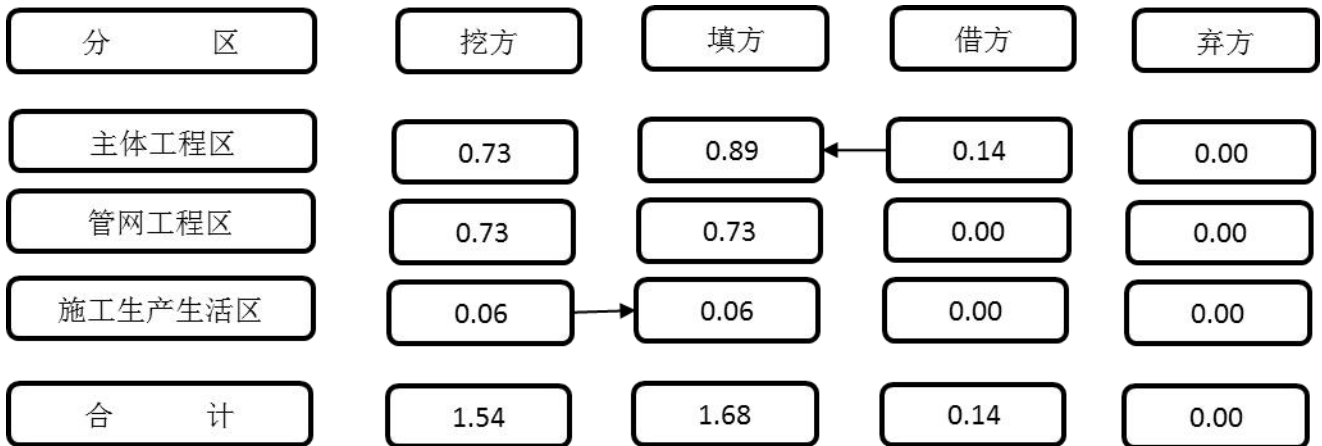 分 区 挖方 填方 借方 弃方
主体工程区 0.73 0.89 0.14 0.00
管网工程区 0.73 0.73 0.00 0.00
施工生产生活区 0.06 0.06 0.00 0.00
合 计 1.54 1.68 0.14 0.00